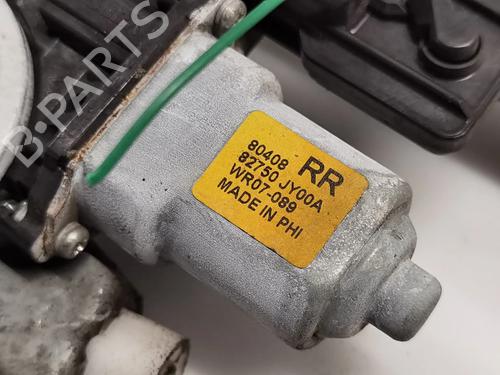 B-PARTS
80408
82750 JY00A
RR
WR07-089
MADE IN PHI